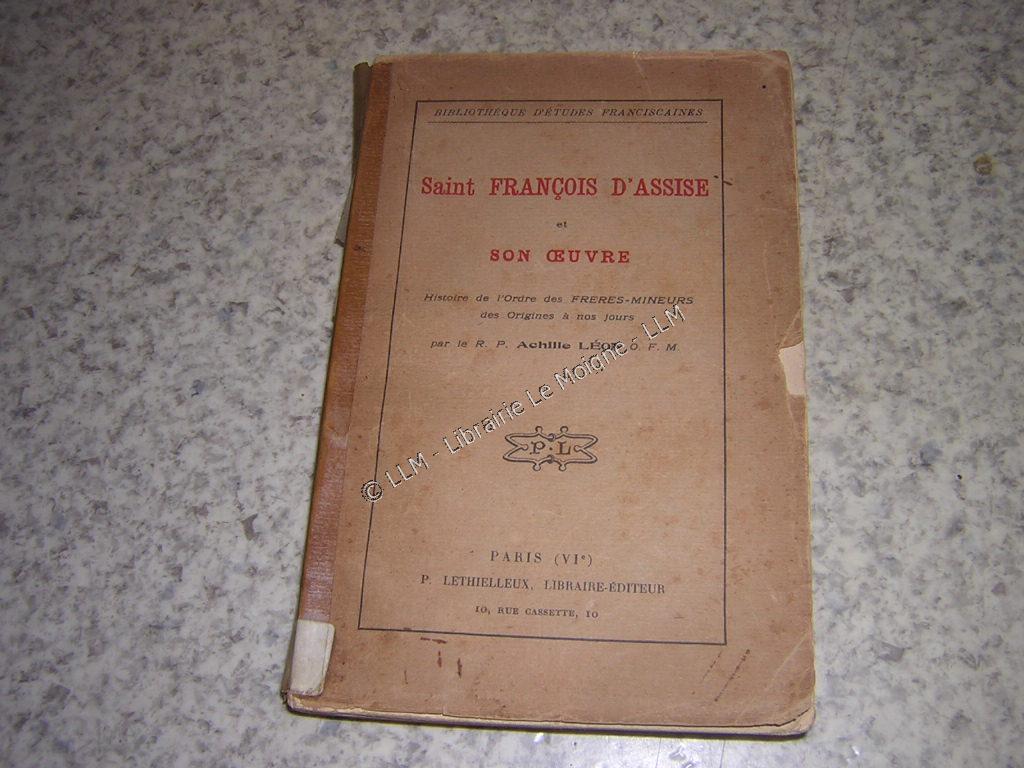 BIBLIOTHÈQUE D'ÉTUDES FRANCISCAINES
Saint FRANÇOIS D'ASSISE
et
SON ŒUVRE
Histoire de l'Ordre des FRERES-MINEURS
des Origines à nos jours
par le R. P. Achille LÉON O. F. M.
© LLM - Librairie Le Moigne - LLM
P. L
PARIS (VIe)
P. LETHIELLEUX, LIBRAIRE-ÉDITEUR
10, RUE CASSETTE, 10